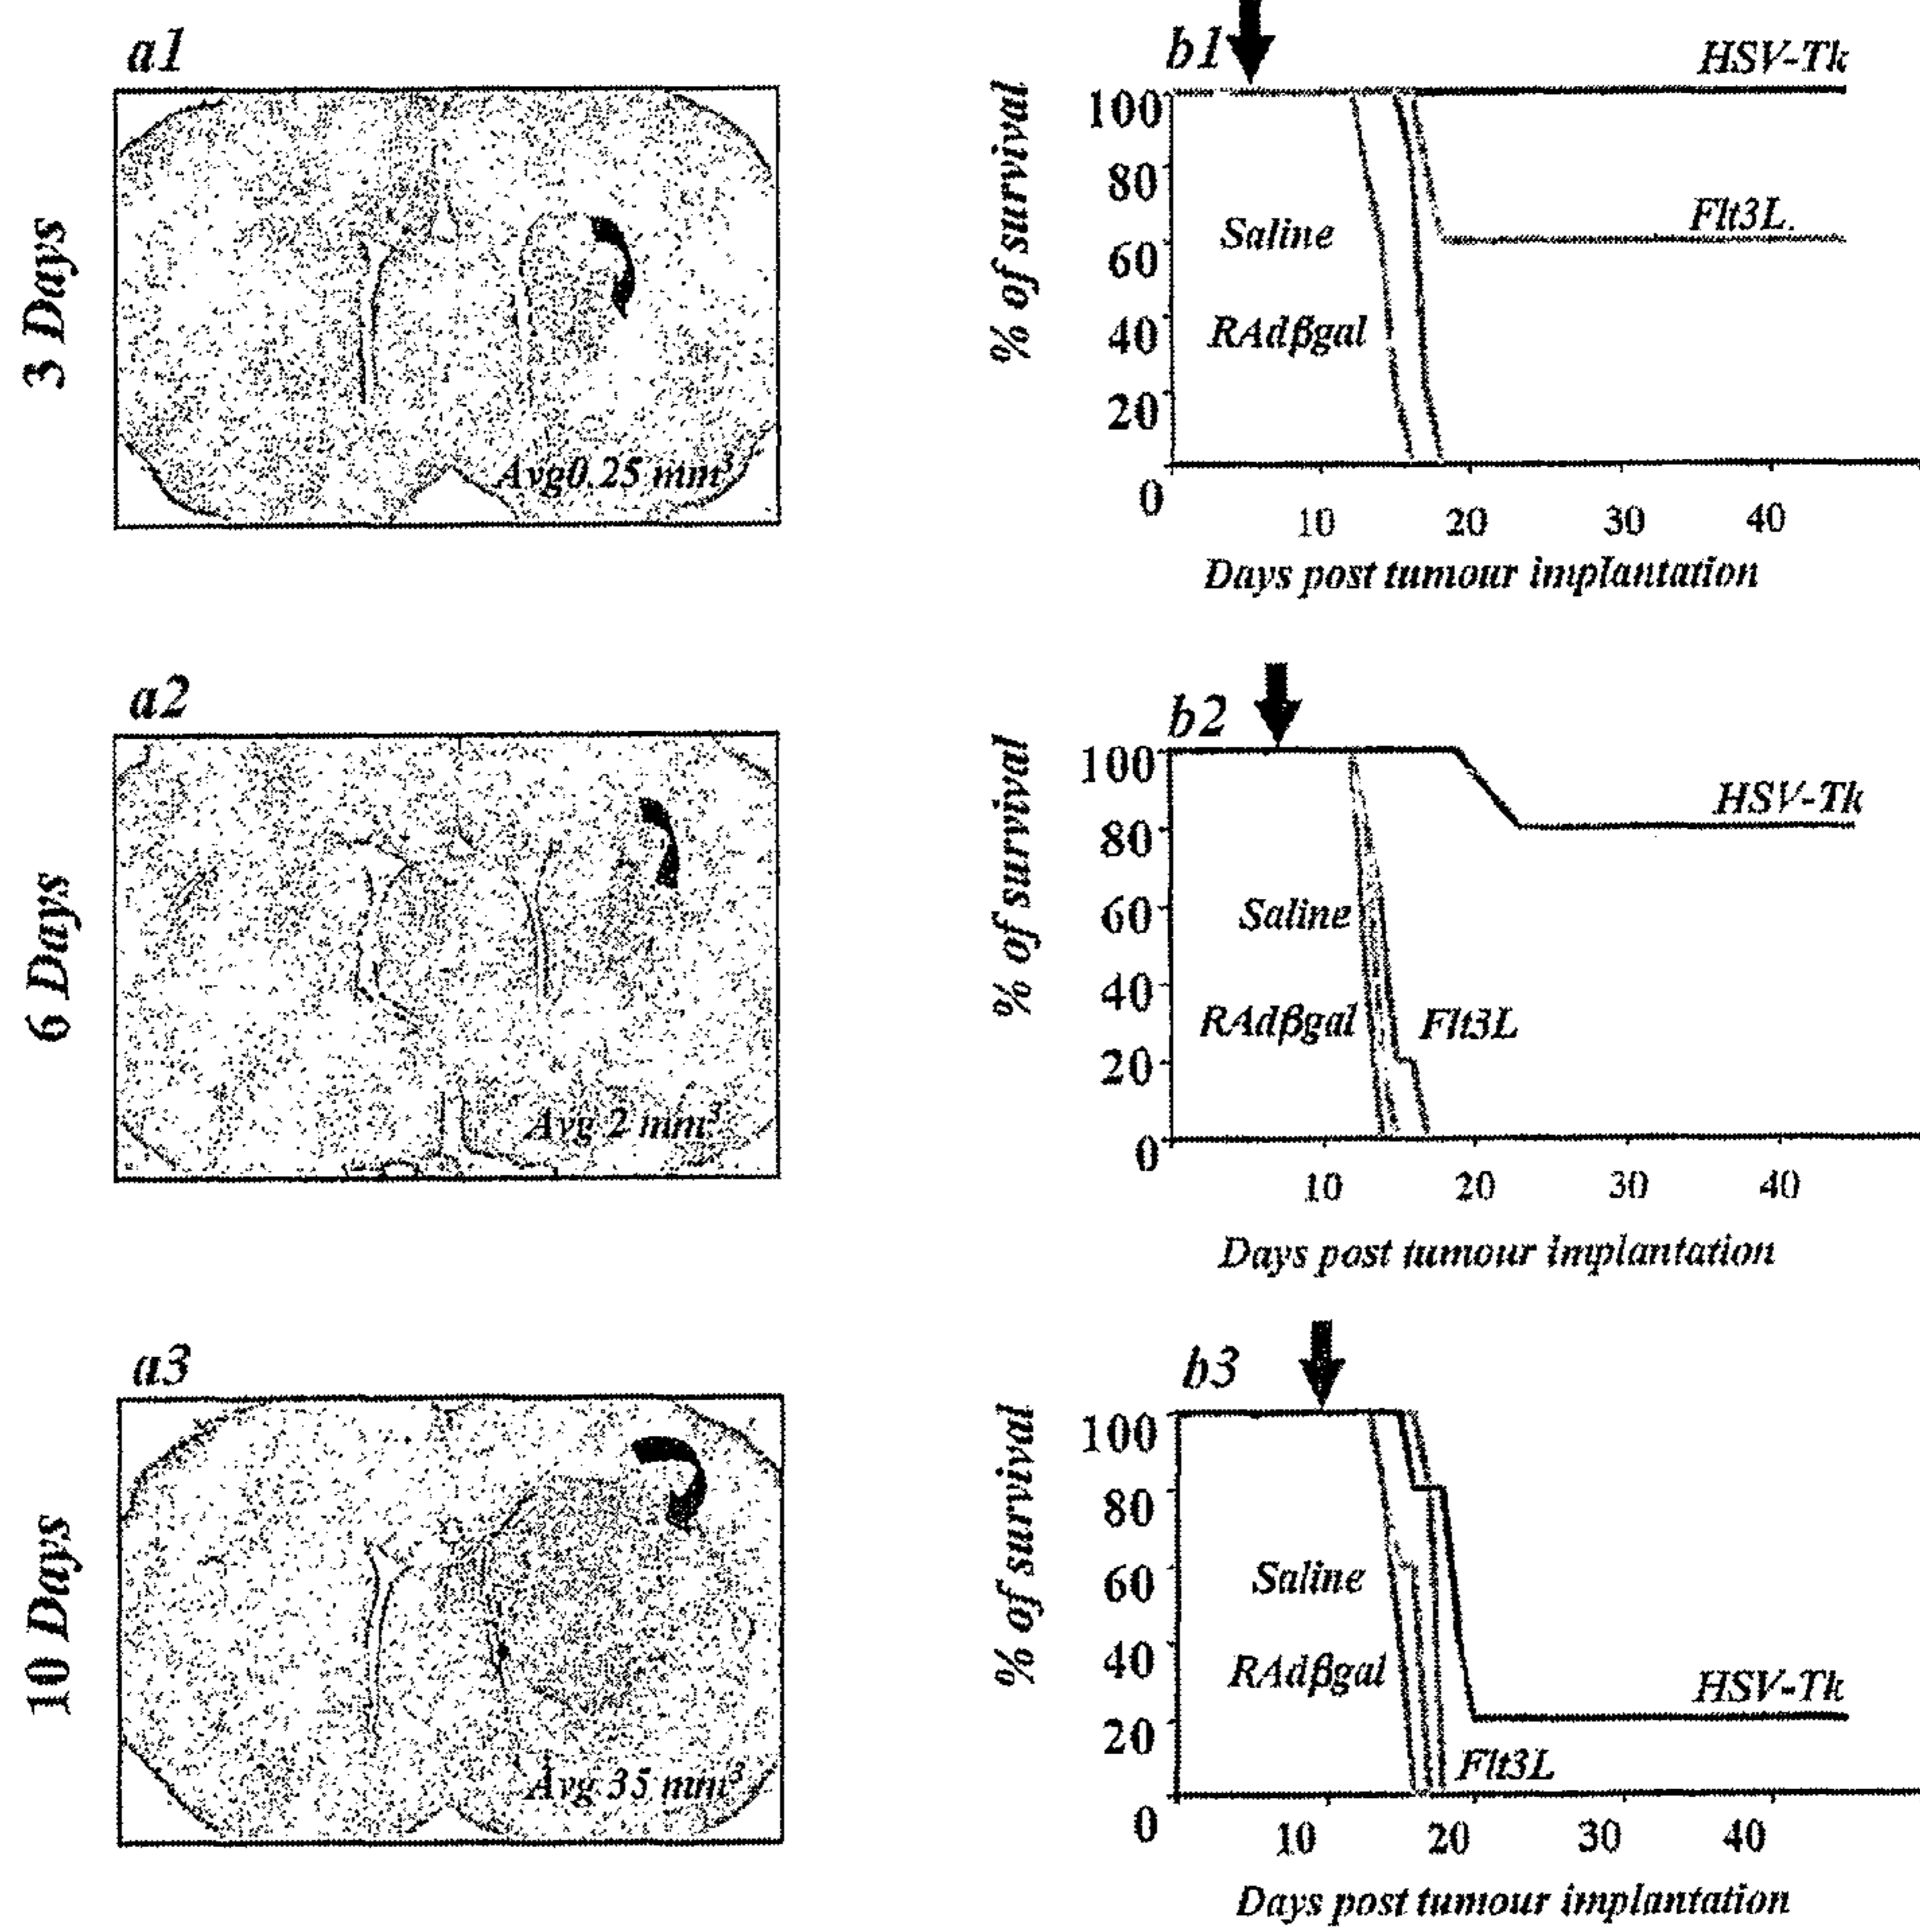 a1
3 Days
Avg0.25 mm³
b1
HSV-Tk
% of survival
100
80
60
40
20
0
Saline
RAdβgal
Flt3L.
10 20 30 40
Days post tumour implantation
a2
6 Days
Avg 2 mm³
b2
% of survival
100
80
60
40
20
0
HSV-Tk
Saline
RAdβgal Flt3L
10 20 30 40
Days post tumour implantation
a3
10 Days
Avg 35 mm³
b3
% of survival
100
80
60
40
20
0
Saline
RAdβgal
HSV-Tk
Flt3L
10 20 30 40
Days post tumour implantation